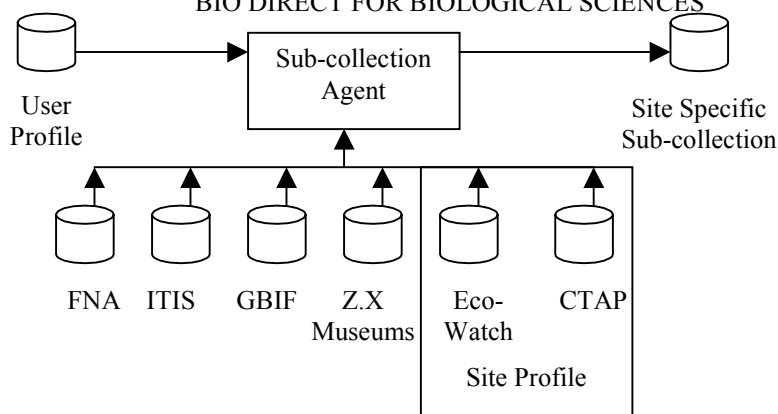 BIO DIRECT FOR BIOLOGICAL SCIENCES
Sub-collection
Agent
User
Profile
Site Specific
Sub-collection
FNA
ITIS
GBIF
Z.X
Museums
Eco-
Watch
CTAP
Site Profile